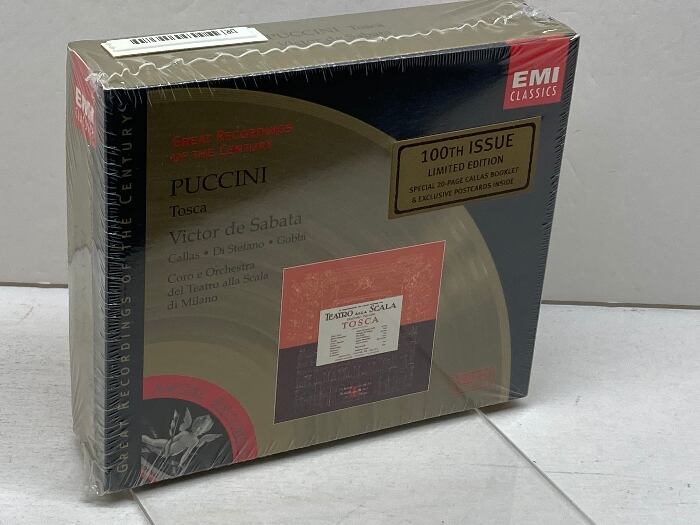 PUCCINI Tosca
EMI
CLASSICS
GREAT RECORDINGS OF THE CENTURY
GREAT RECORDINGS
OF THE CENTURY
PUCCINI
Tosca
Victor de Sabata
Callas • Di Stefano • Gobbi
Coro e Orchestra
del Teatro alla Scala
di Milano
100TH ISSUE
LIMITED EDITION
SPECIAL 20-PAGE CALLAS BOOKLET
& EXCLUSIVE POSTCARDS INSIDE
TEATRO ALLA SCALA
TOSCA